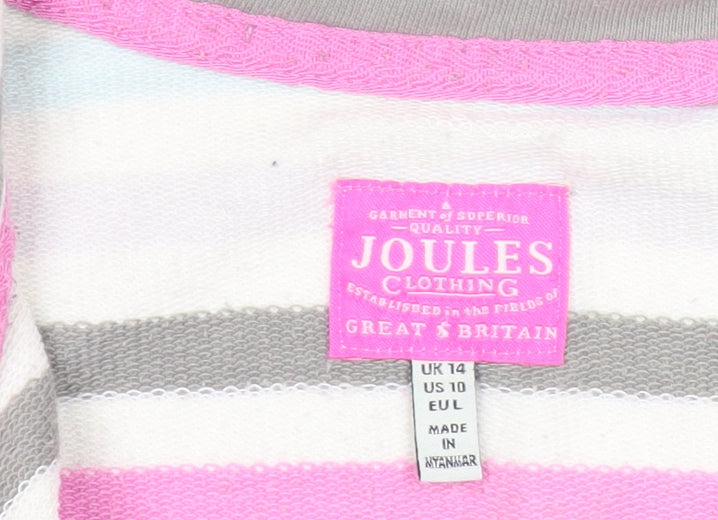 A
GARMENT of SUPERIOR
QUALITY
JOULES
CLOTHING
ESTABLISHED in the FIELDS OF
GREAT & BRITAIN
UK 14
US 10
EU L
MADE
IN
MYANMAR